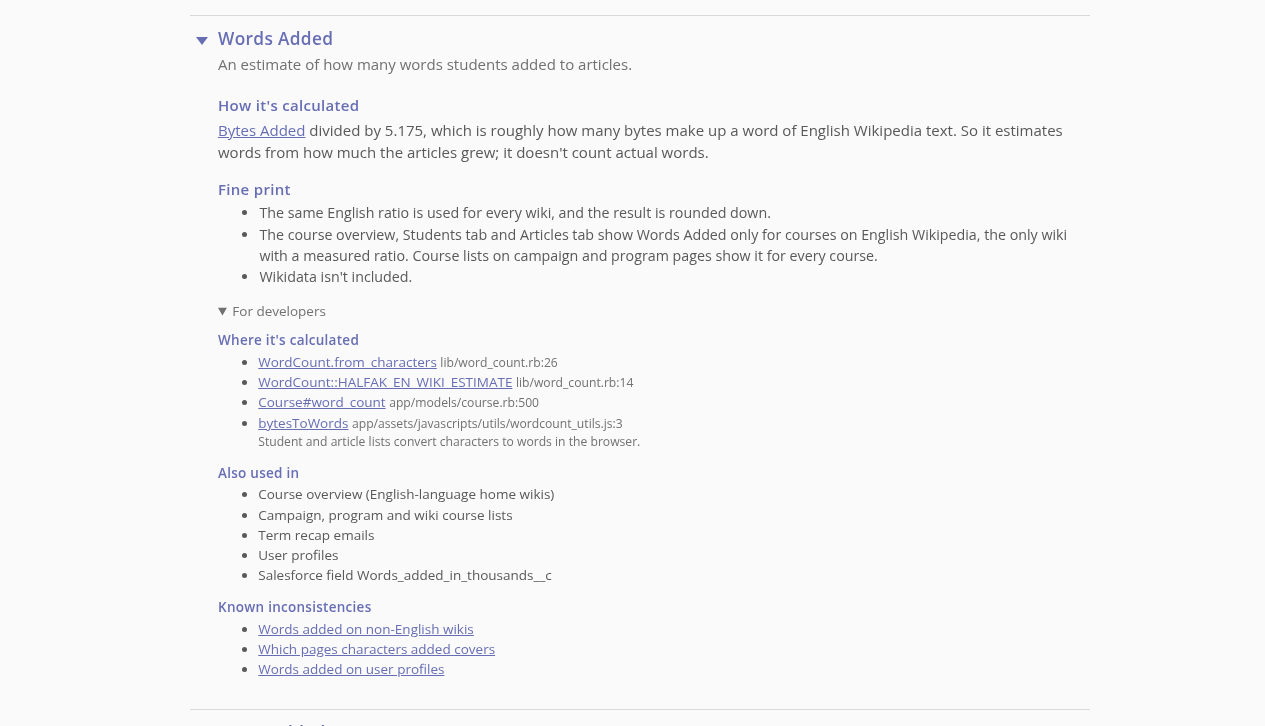 Words Added
An estimate of how many words students added to articles.
How it's calculated
Bytes Added divided by 5.175, which is roughly how many bytes make up a word of English Wikipedia text. So it estimates
words from how much the articles grew; it doesn't count actual words.
Fine print
The same English ratio is used for every wiki, and the result is rounded down.
The course overview, Students tab and Articles tab show Words Added only for courses on English Wikipedia, the only wiki
with a measured ratio. Course lists on campaign and program pages show it for every course.
Wikidata isn't included.
For developers
Where it's calculated
WordCount.from_characters lib/word_count.rb:26
WordCount::HALFAK_EN_WIKI_ESTIMATE lib/word_count.rb:14
Course#word_count app/models/course.rb:500
bytesToWords app/assets/javascripts/utils/wordcount_utils.js:3
Student and article lists convert characters to words in the browser.
Also used in
Course overview (English-language home wikis)
Campaign, program and wiki course lists
Term recap emails
User profiles
Salesforce field Words_added_in_thousands__c
Known inconsistencies
Words added on non-English wikis
Which pages characters added covers
Words added on user profiles